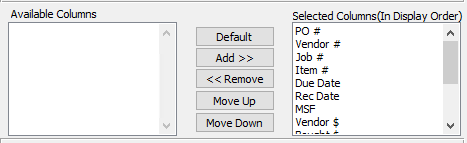 Available Columns
Default
Add >>
<< Remove
Move Up
Move Down
Selected Columns(In Display Order)
PO #
Vendor #
Job #
Item #
Due Date
Rec Date
MSF
Vendor $